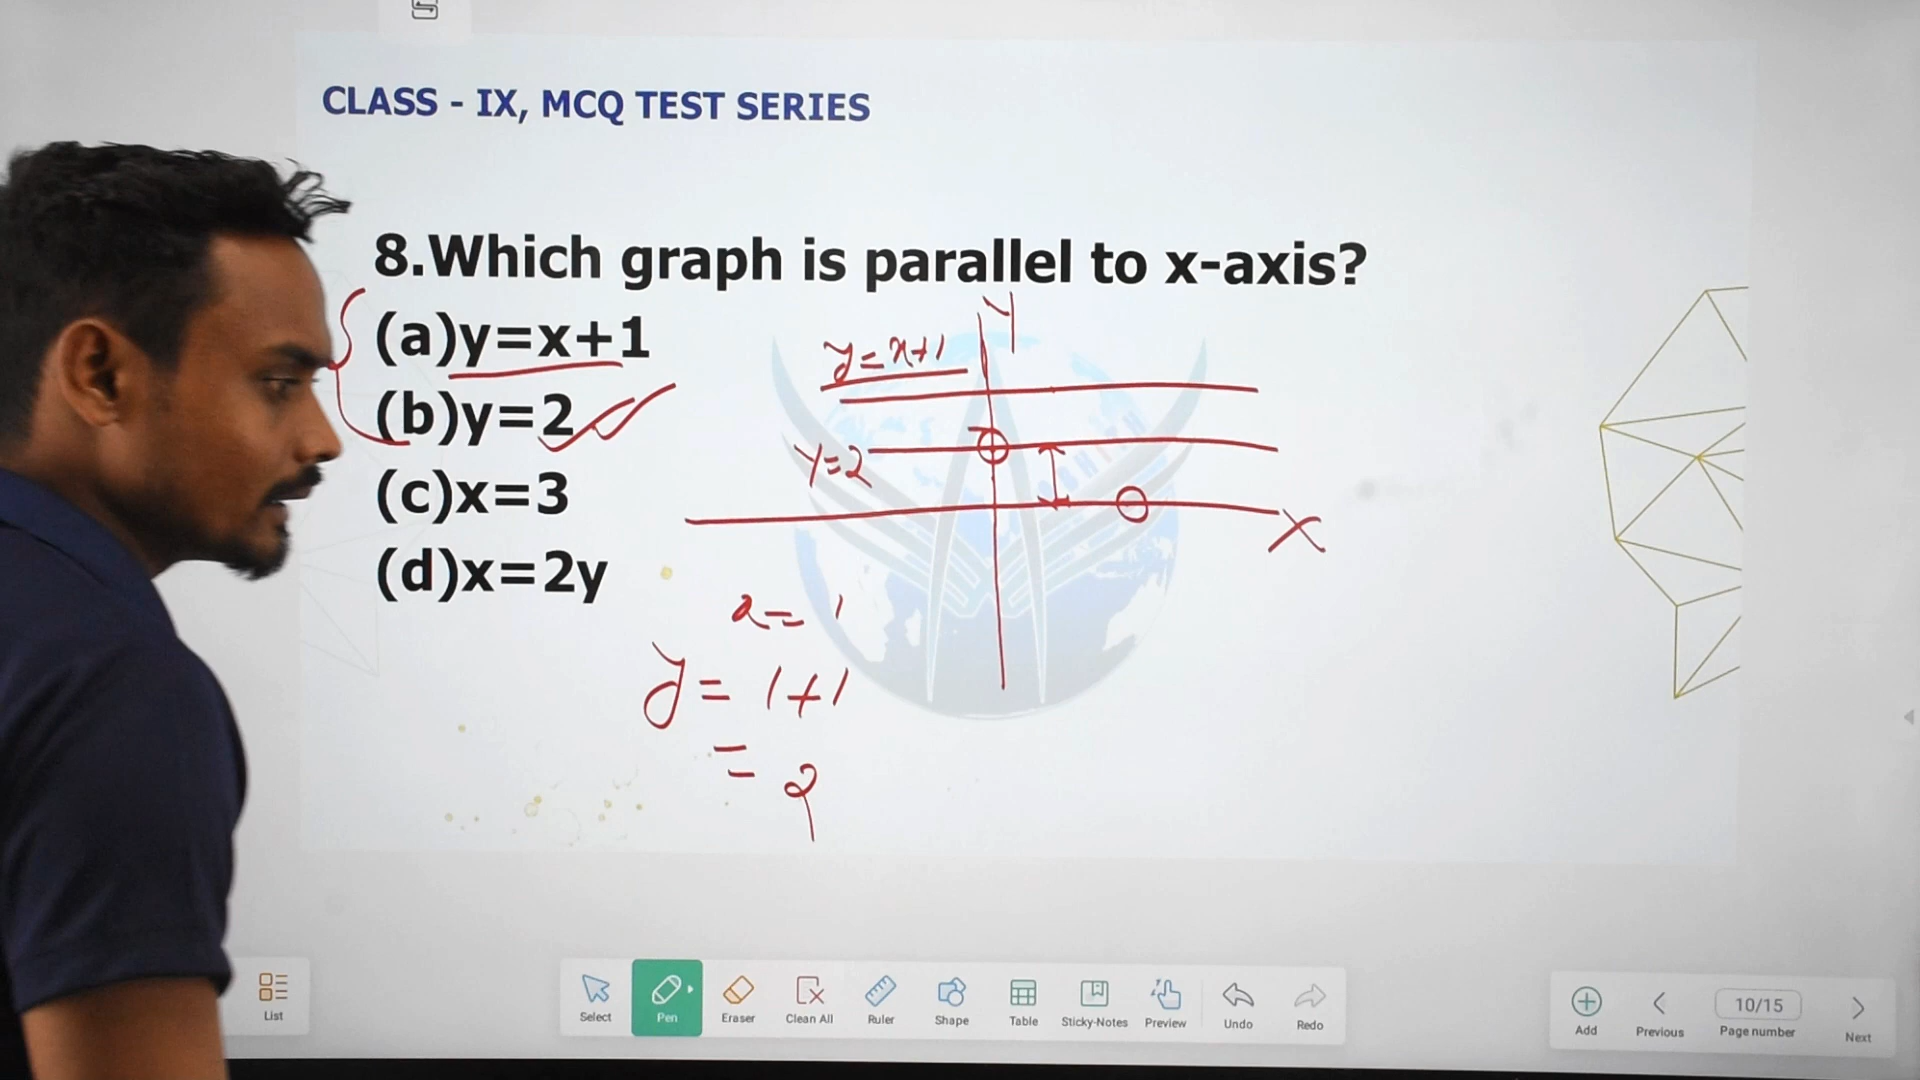 CLASS - IX, MCQ TEST SERIES
8.Which graph is parallel to x-axis?
(a)y=x+1
(b)y=2
(c)x=3
(d)x=2y
Y
y=x+1
y=2
X
x=1
y=1+1
=2
List
Select
Pen
Eraser
Clean All
Ruler
Shape
Table
Sticky-Notes
Preview
Undo
Redo
Add
Previous
10/15
Page number
Next